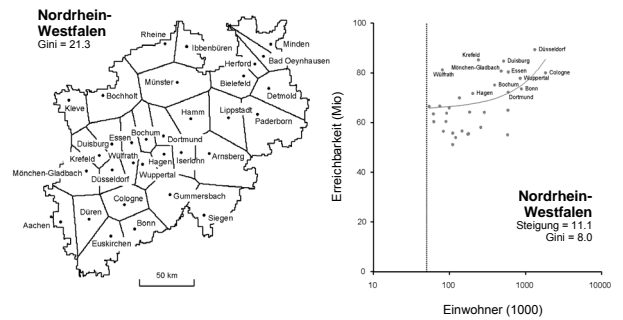 Nordrhein-
Westfalen
Gini = 21.3
Rheine
Ibbenbüren
Minden
Bad Oeynhausen
Herford
Bielefeld
Münster
Detmold
Bochholt
Kleve
Hamm
Lippstadt
Paderborn
Bochum
Dortmund
Essen
Duisburg
Wülfrath
Krefeld
Hagen
Iserlohn
Arnsberg
Mönchen-Gladbach
Wuppertal
Düsseldorf
Cologne
Gummersbach
Düren
Siegen
Aachen
Bonn
Euskirchen
50 km
Erreichbarkeit (Mio)
100
80
60
40
20
0
Düsseldorf
Krefeld
Duisburg
Mönchen-Gladbach
Essen
Cologne
Wülfrath
Wuppertal
Bochum
Bonn
Hagen
Dortmund
Nordrhein-
Westfalen
Steigung = 11.1
Gini = 8.0
10
100
1000
10000
Einwohner (1000)